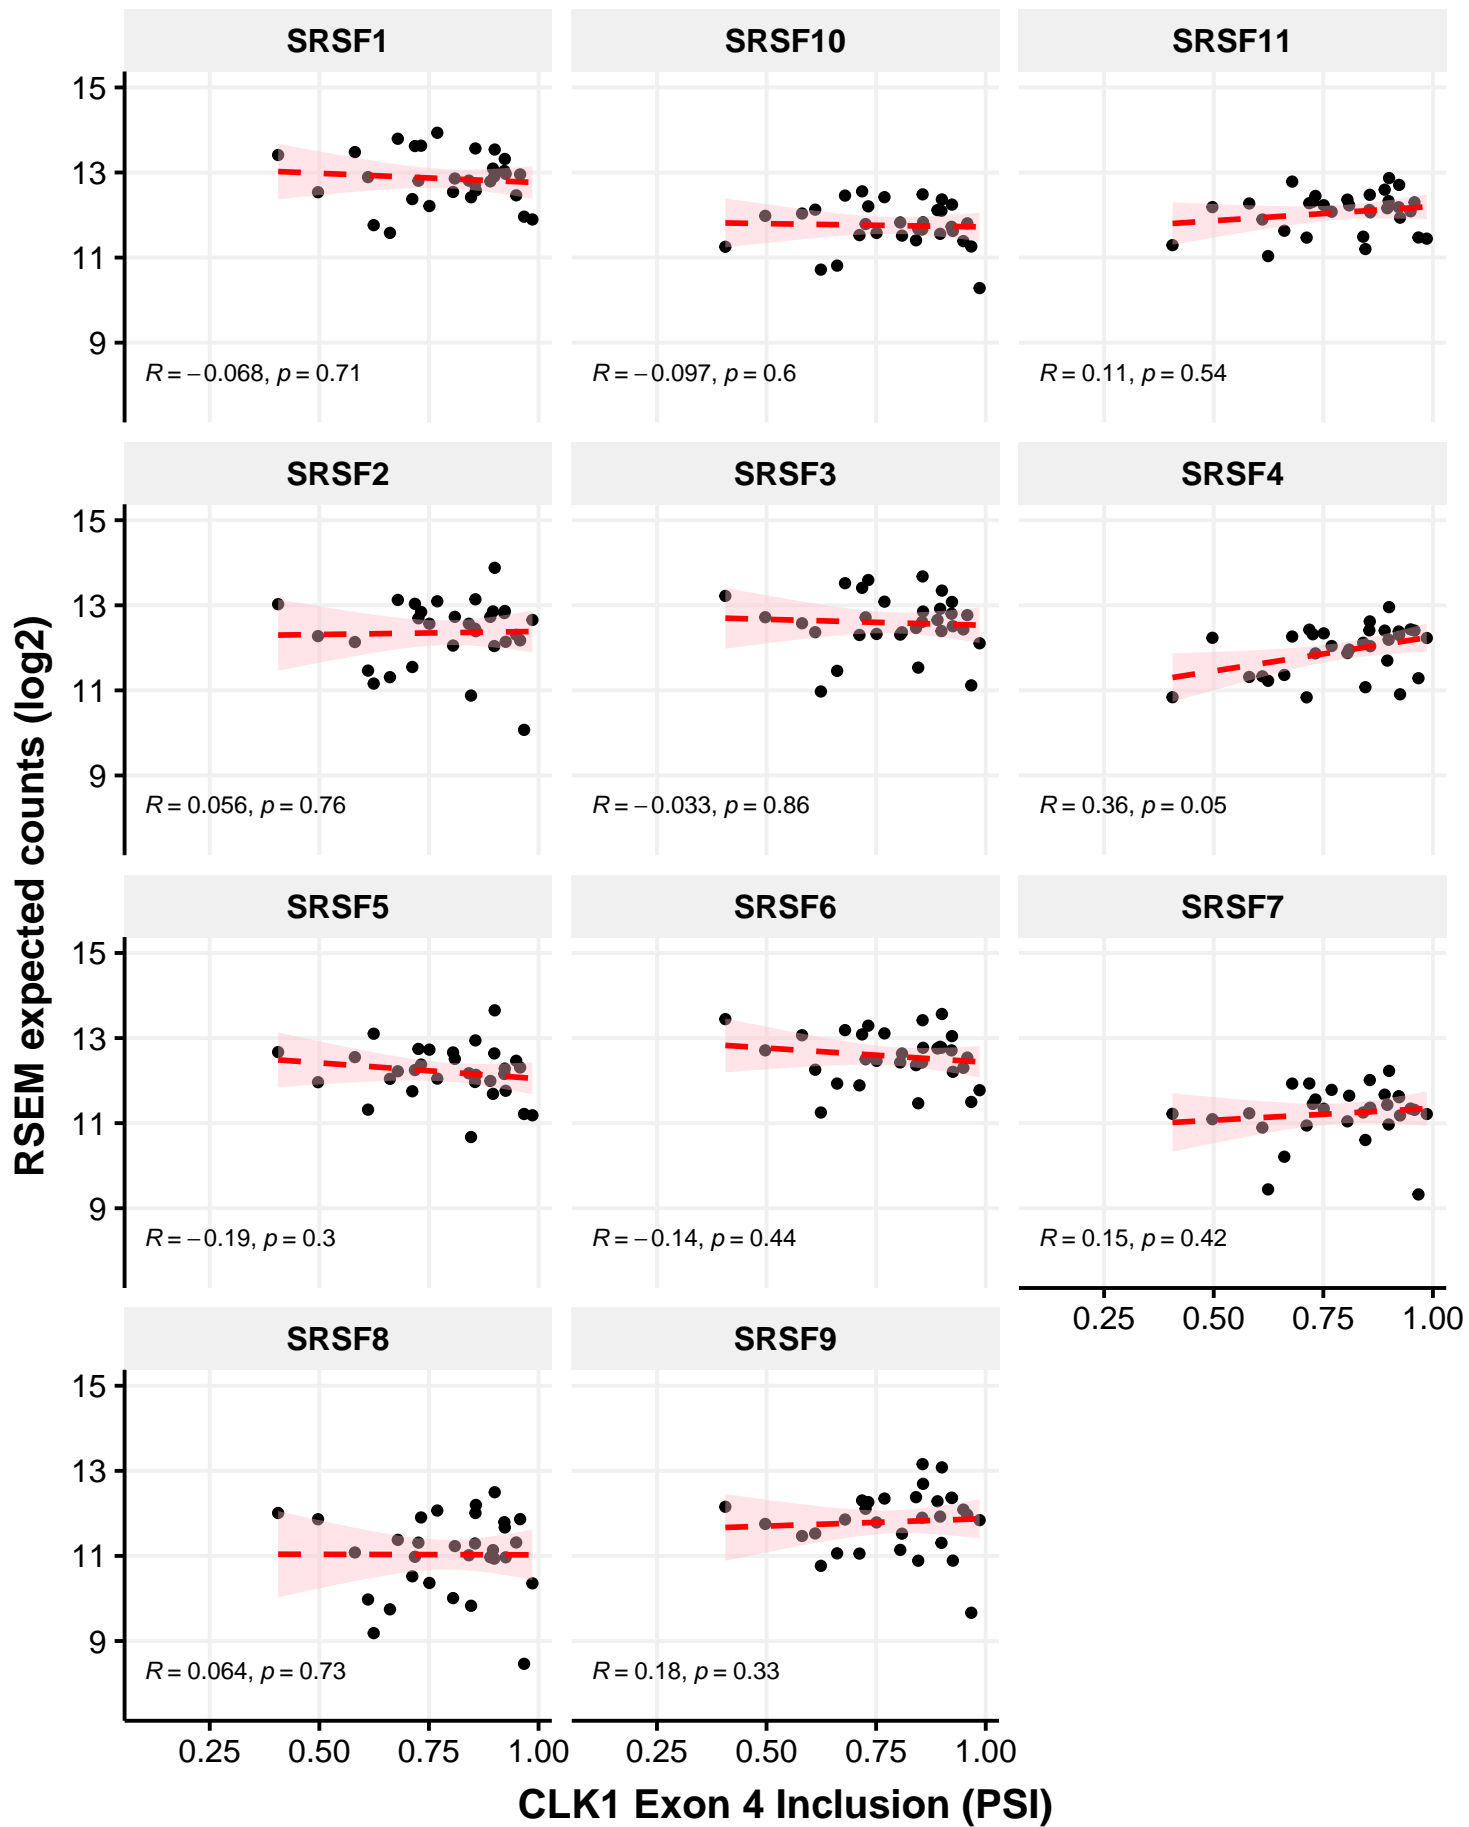 SRSF1
SRSF10
SRSF11
15
13
11
9
R = −0.068, p = 0.71
R = −0.097, p = 0.6
R = 0.11, p = 0.54
SRSF2
SRSF3
SRSF4
15
13
11
9
R = 0.056, p = 0.76
R = −0.033, p = 0.86
R = 0.36, p = 0.05
RSEM expected counts (log2)
SRSF5
SRSF6
SRSF7
15
13
11
9
R = −0.19, p = 0.3
R = −0.14, p = 0.44
R = 0.15, p = 0.42
0.25 0.50 0.75 1.00
SRSF8
SRSF9
15
13
11
9
R = 0.064, p = 0.73
R = 0.18, p = 0.33
0.25 0.50 0.75 1.00
0.25 0.50 0.75 1.00
CLK1 Exon 4 Inclusion (PSI)